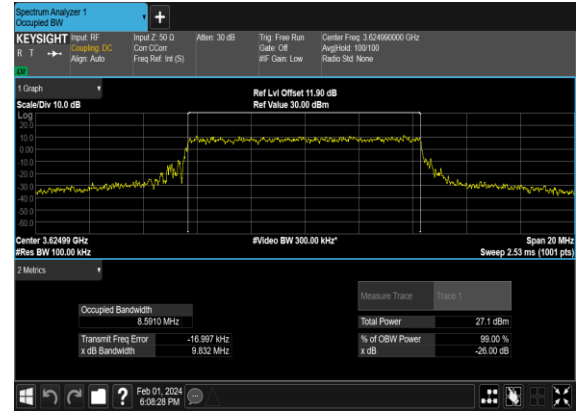 Spectrum Analyzer 1
Occupied BW
+
KEYSIGHT Input: RF Input Z: 50 Ω Atten: 30 dB Trig: Free Run Center Freq: 3.624990000 GHz
R T Coupling: DC Corr CCorr Gate: Off Avg|Hold: 100/100
Align: Auto Freq Ref: Int (S) #IF Gain: Low Radio Std: None
LV
1 Graph
Scale/Div 10.0 dB
Ref Lvl Offset 11.90 dB
Ref Value 30.00 dBm
Log
20.0
10.0
0.00
-10.0
-20.0
-30.0
-40.0
-50.0
-60.0
Center 3.62499 GHz #Video BW 300.00 kHz* Span 20 MHz
#Res BW 100.00 kHz Sweep 2.53 ms (1001 pts)
2 Metrics
Measure Trace Trace 1
Occupied Bandwidth
8.5910 MHz
Total Power 27.1 dBm
Transmit Freq Error -16.997 kHz % of OBW Power 99.00 %
x dB Bandwidth 9.832 MHz x dB -26.00 dB
? Feb 01, 2024
6:08:28 PM